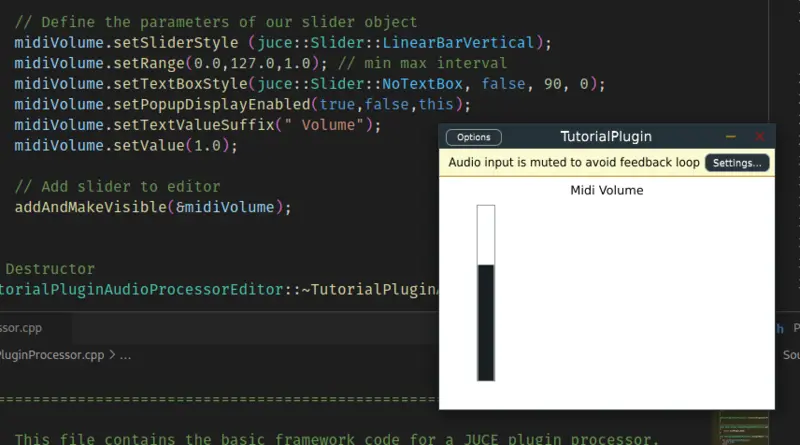 // Define the parameters of our slider object
midiVolume.setSliderStyle (juce::Slider::LinearBarVertical);
midiVolume.setRange(0.0,127.0,1.0); // min max interval
midiVolume.setTextBoxStyle(juce::Slider::NoTextBox, false, 90, 0);
midiVolume.setPopupDisplayEnabled(true,false,this);
midiVolume.setTextValueSuffix(" Volume");
midiVolume.setValue(1.0);
// Add slider to editor
addAndMakeVisible(&midiVolume);
Destructor
torialPluginAudioProcessorEditor::~TutorialPlugin
ssor.cpp
PluginProcessor.cpp > …
================================================
This file contains the basic framework code for a JUCE plugin processor.
Options
TutorialPlugin
Audio input is muted to avoid feedback loop
Settings...
Midi Volume
h
P
Sou